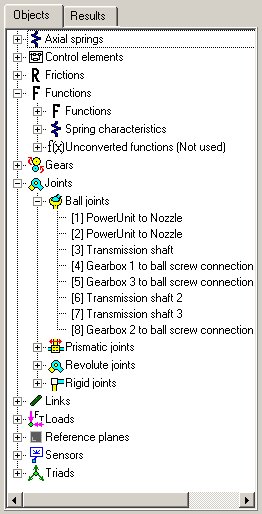 Objects
Results
Axial springs
Control elements
Frictions
Functions
Functions
Spring characteristics
f(x) Unconverted functions (Not used)
Gears
Joints
Ball joints
[1] PowerUnit to Nozzle
[2] PowerUnit to Nozzle
[3] Transmission shaft
[4] Gearbox 1 to ball screw connection
[5] Gearbox 3 to ball screw connection
[6] Transmission shaft 2
[7] Transmission shaft 3
[8] Gearbox 2 to ball screw connection
Prismatic joints
Revolute joints
Rigid joints
Links
Loads
Reference planes
Sensors
Triads